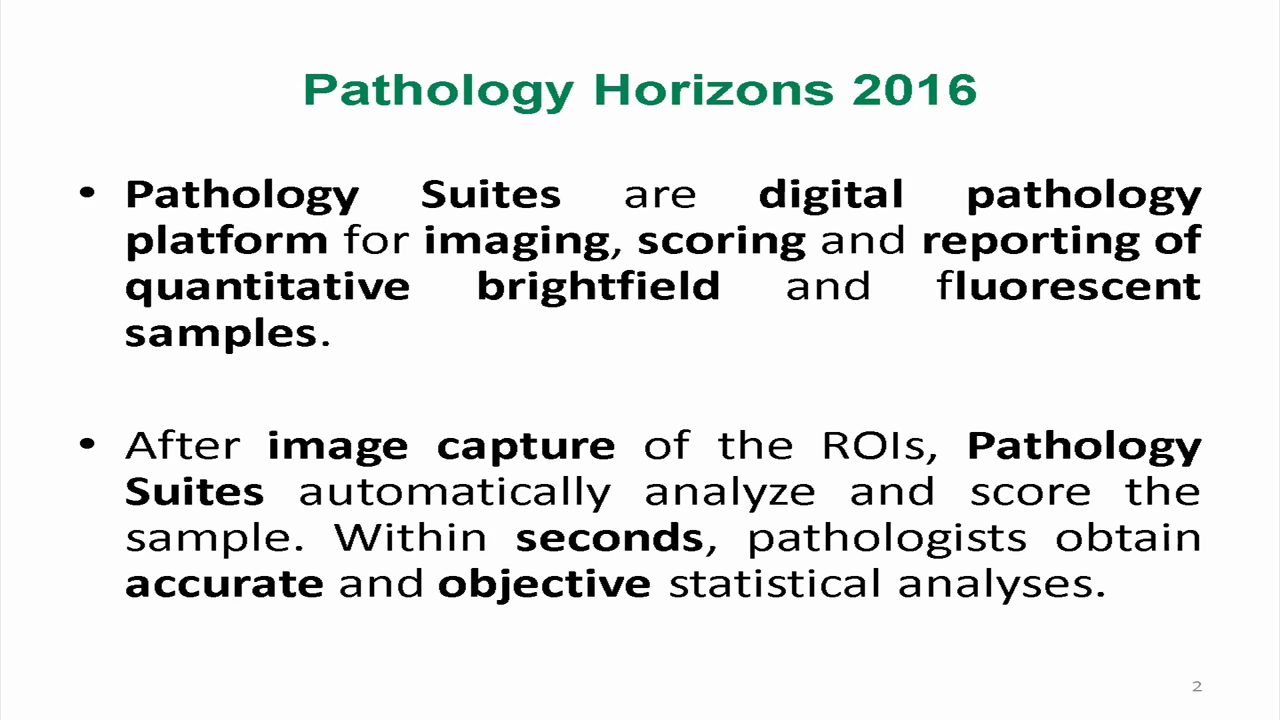 Pathology Horizons 2016
• Pathology Suites are digital pathology
platform for imaging, scoring and reporting of
quantitative brightfield and fluorescent
samples.
• After image capture of the ROIs, Pathology
Suites automatically analyze and score the
sample. Within seconds, pathologists obtain
accurate and objective statistical analyses.
2